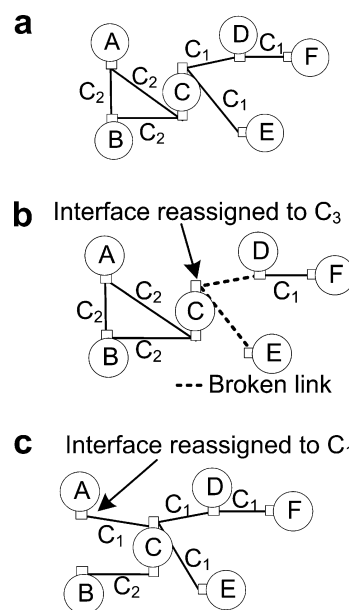 a
A
D
F
C₁
C₁
C₂
C₂
C
C₁
B
C₂
E
b
Interface reassigned to C₃
A
D
F
C₂
C₁
C₂
C
B
C₂
E
Broken link
c
Interface reassigned to C
A
D
F
C₁
C₁
C₁
C
C₁
B
C₂
E